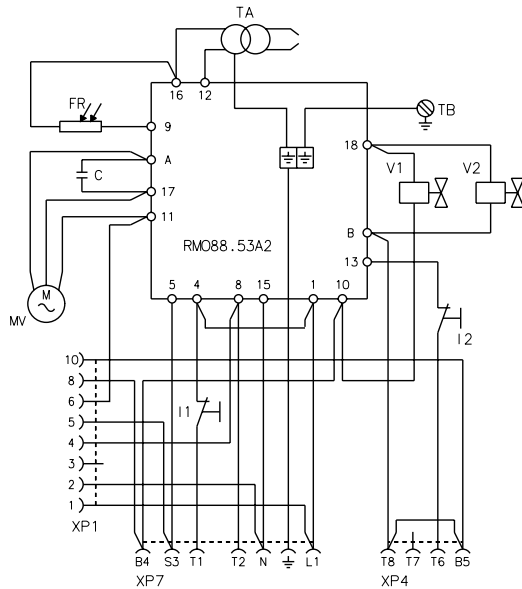 TA
16 12
FR
9
TB
A
18
C
V1 V2
17
11
B
RMO88.53A2
13
M
5 4 8 15 1 10
MV
I2
10
8
6
I1
5
4
3
2
1
XP1
B4 S3 T1 T2 N L1 T8 T7 T6 B5
XP7 XP4